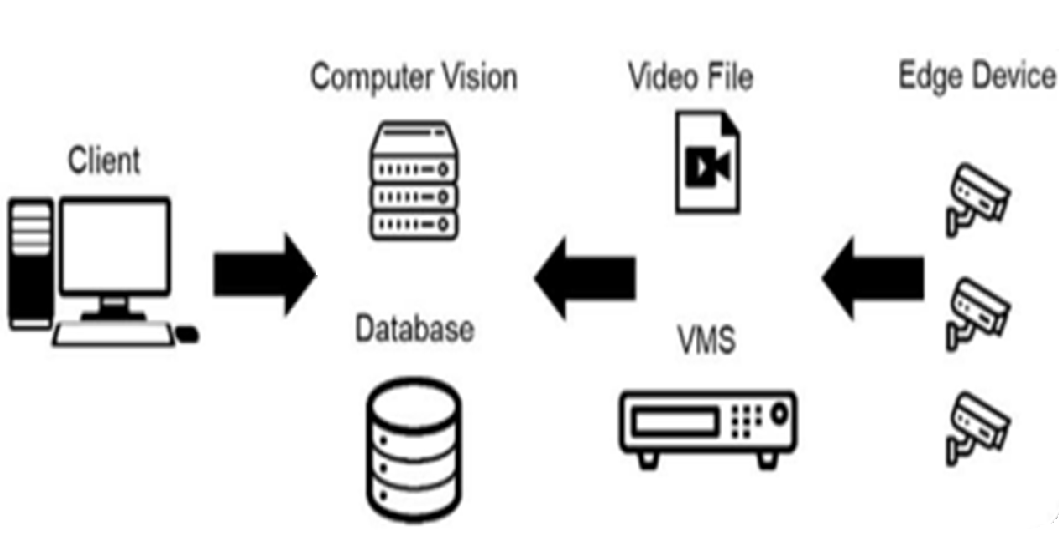 Computer Vision
Video File
Edge Device
Client
Database
VMS